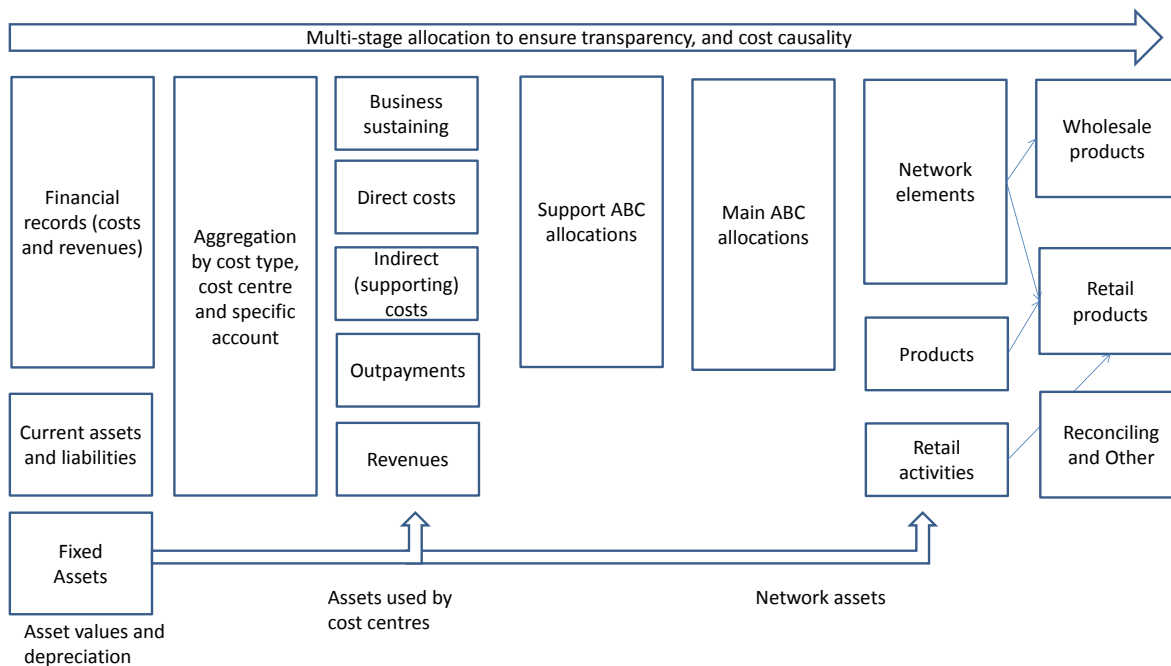 Multi-stage allocation to ensure transparency, and cost causality
Financial
records (costs
and revenues)
Current assets
and liabilities
Fixed
Assets
Asset values and
depreciation
Aggregation
by cost type,
cost centre
and specific
account
Business
sustaining
Direct costs
Indirect
(supporting)
costs
Outpayments
Revenues
Assets used by
cost centres
Support ABC
allocations
Main ABC
allocations
Network assets
Network
elements
Products
Retail
activities
Wholesale
products
Retail
products
Reconciling
and Other